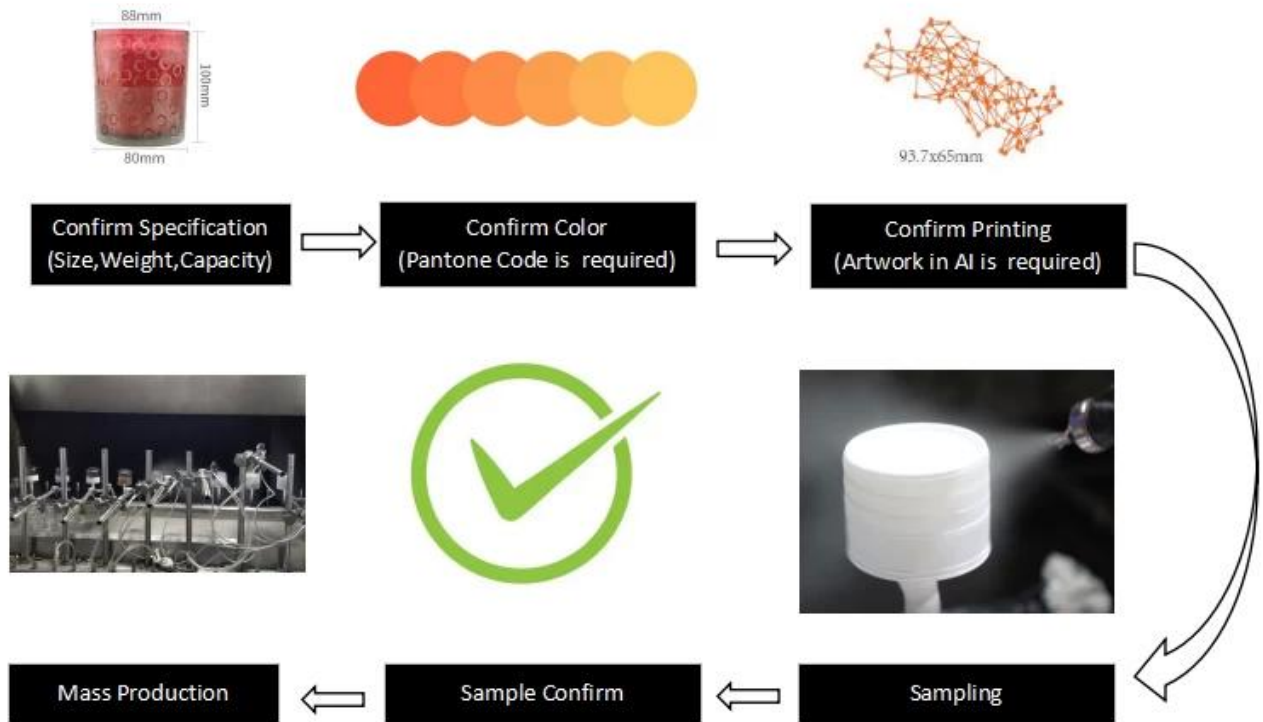 88mm
100mm
80mm
93.7x65mm
Confirm Specification
(Size,Weight,Capacity)
Confirm Color
(Pantone Code is required)
Confirm Printing
(Artwork in AI is required)
Mass Production
Sample Confirm
Sampling